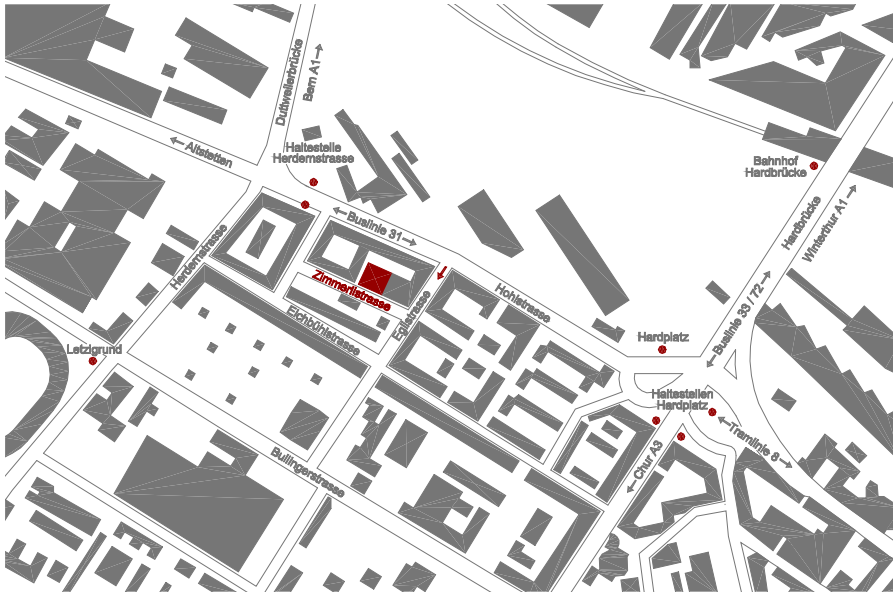 Duttweilerbrücke
Bern A1
Altstetten
Haltestelle
Herdernstrasse
Bahnhof
Hardbrücke
Hardbrücke
Winterthur A1
Buslinie 31
Herdernstrasse
Zimmerlistrasse
Eglistrasse
Hohlstrasse
Eichbühlstrasse
Buslinie 33 / 72
Hardplatz
Letzigrund
Haltestellen
Hardplatz
Tramlinie 8
Chur A3
Bullingerstrasse